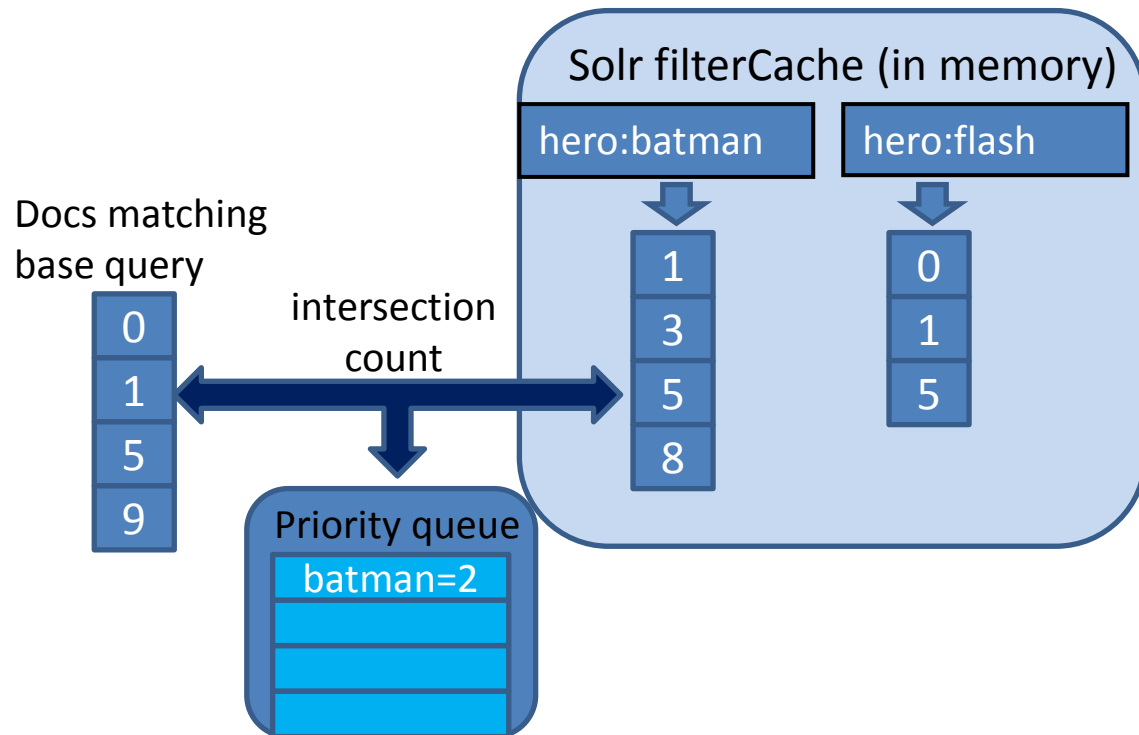 Solr filterCache (in memory)
hero:batman
hero:flash
Docs matching
base query
0
1
5
9
intersection
count
1
3
5
8
0
1
5
Priority queue
batman=2